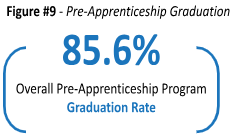 Figure #9 - Pre-Apprenticeship Graduation
85.6%
Overall Pre-Apprenticeship Program
Graduation Rate